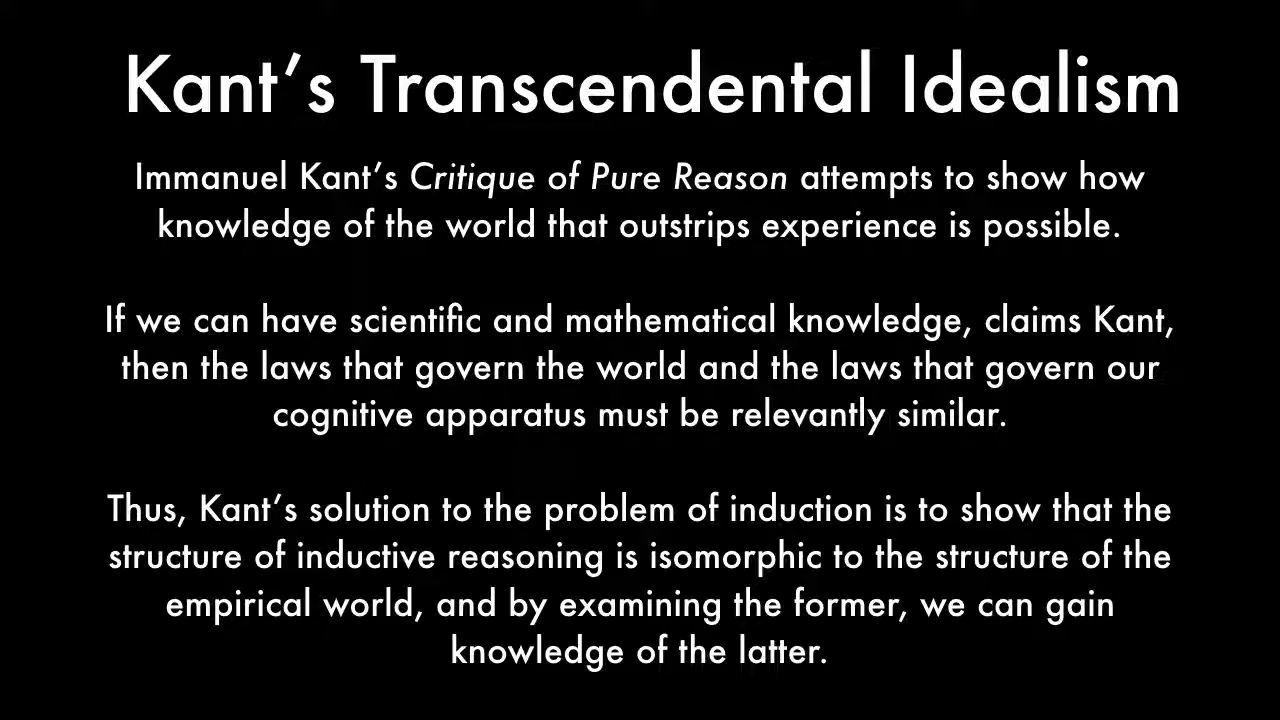 Kant’s Transcendental Idealism
Immanuel Kant’s Critique of Pure Reason attempts to show how
knowledge of the world that outstrips experience is possible.
If we can have scientific and mathematical knowledge, claims Kant,
then the laws that govern the world and the laws that govern our
cognitive apparatus must be relevantly similar.
Thus, Kant’s solution to the problem of induction is to show that the
structure of inductive reasoning is isomorphic to the structure of the
empirical world, and by examining the former, we can gain
knowledge of the latter.